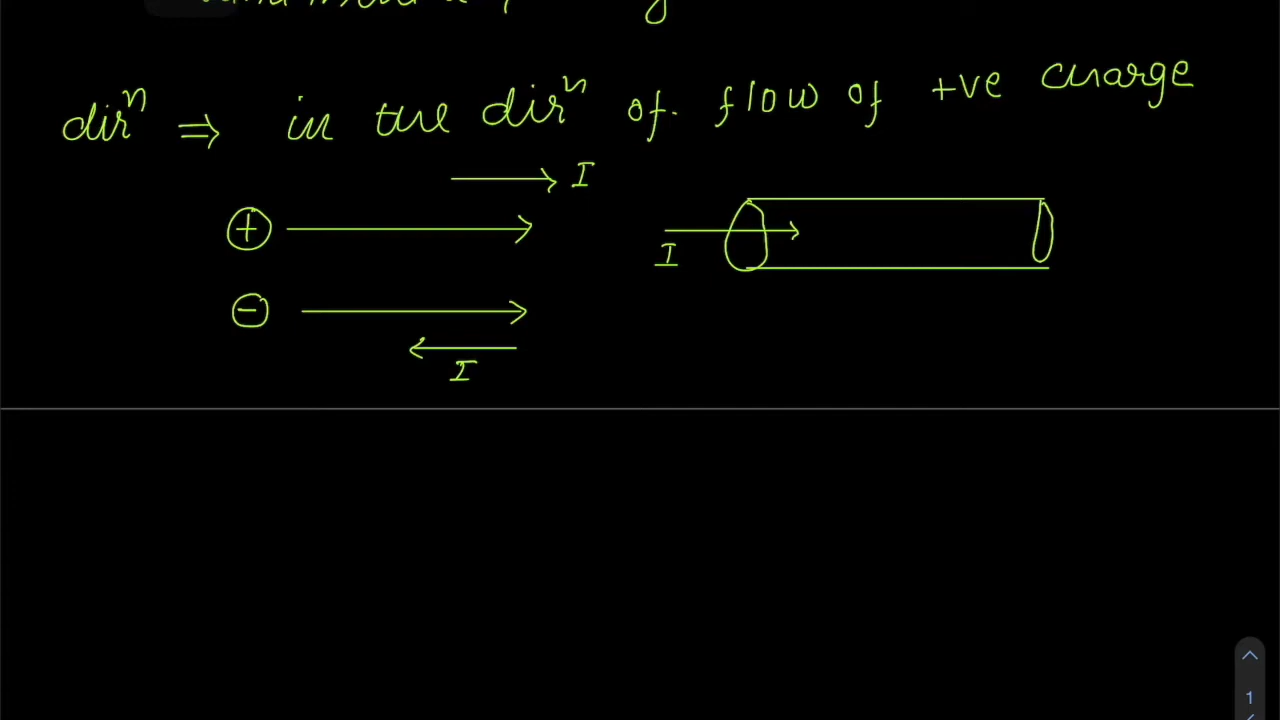 dirⁿ ⇒ in the dirⁿ of. flow of +ve charge
I
+
I
-
I
1